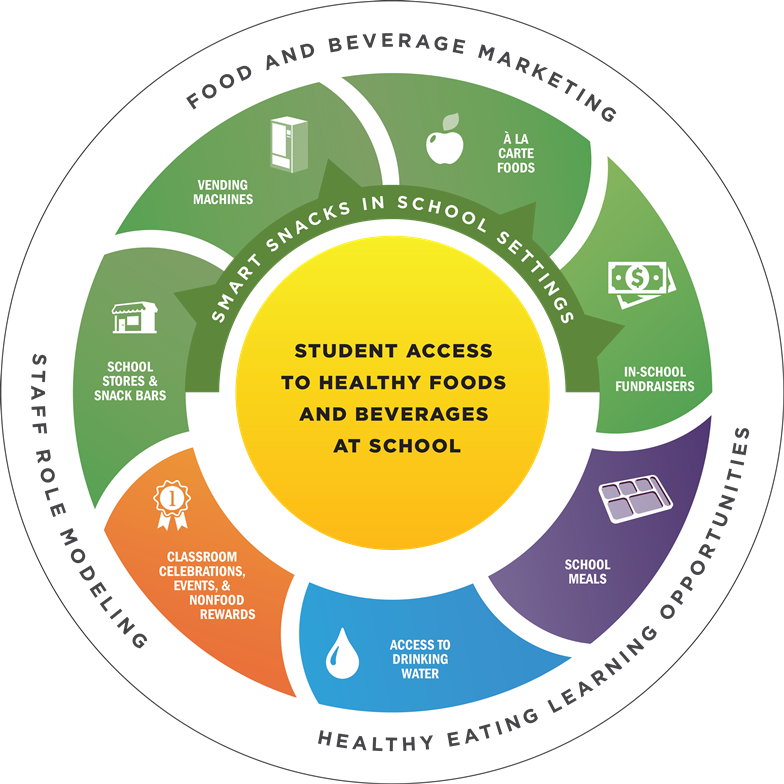 FOOD AND BEVERAGE MARKETING
VENDING
MACHINES
À LA
CARTE
FOODS
SMART SNACKS IN SCHOOL SETTINGS
SCHOOL
STORES &
SNACK BARS
IN-SCHOOL
FUNDRAISERS
STUDENT ACCESS
TO HEALTHY FOODS
AND BEVERAGES
AT SCHOOL
STAFF ROLE MODELING
1
CLASSROOM
CELEBRATIONS,
EVENTS, &
NONFOOD
REWARDS
SCHOOL
MEALS
ACCESS TO
DRINKING
WATER
HEALTHY EATING LEARNING OPPORTUNITIES
$